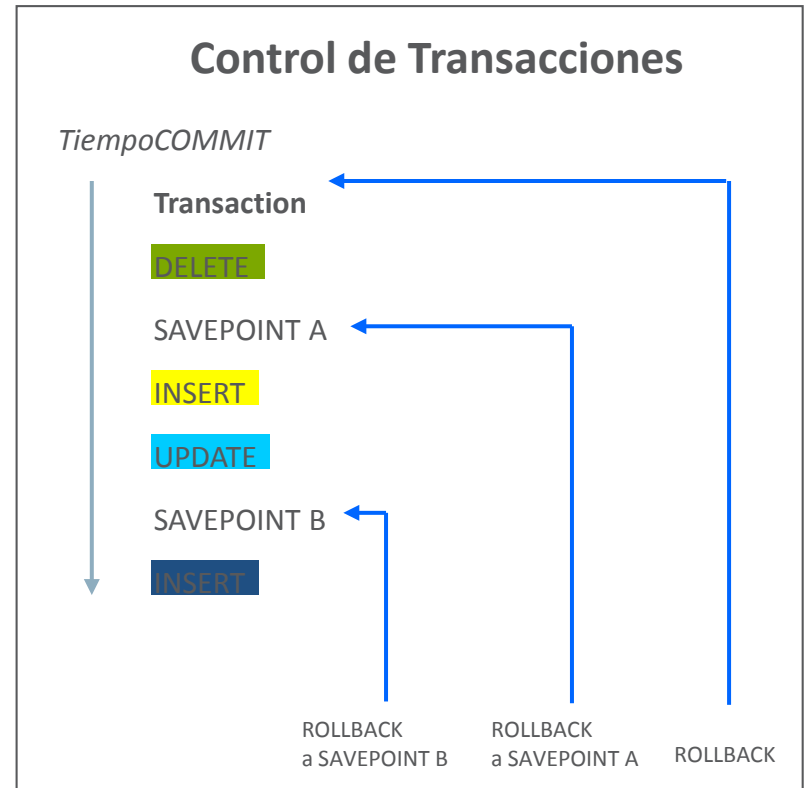 Control de Transacciones
TiempoCOMMIT
Transaction
DELETE
SAVEPOINT A
INSERT
UPDATE
SAVEPOINT B
INSERT
ROLLBACK
a SAVEPOINT B
ROLLBACK
a SAVEPOINT A
ROLLBACK